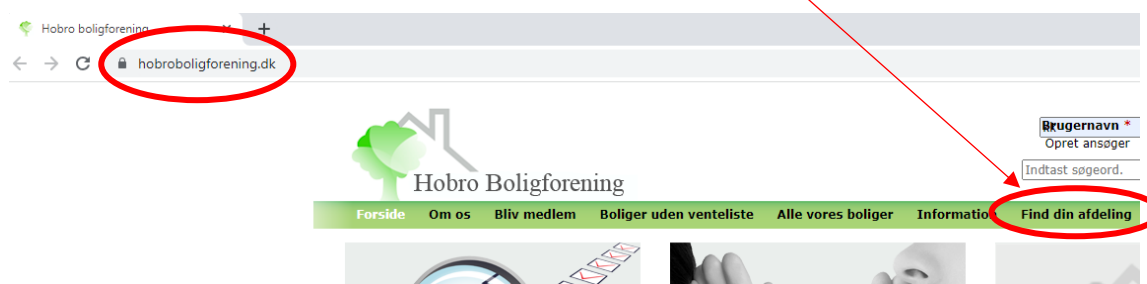 Hobro boligforening
hobroboligforening.dk
Brugernavn *
Opret ansøger
Indtast søgeord.
Hobro Boligforening
Forside Om os Bliv medlem Boliger uden venteliste Alle vores boliger Information Find din afdeling